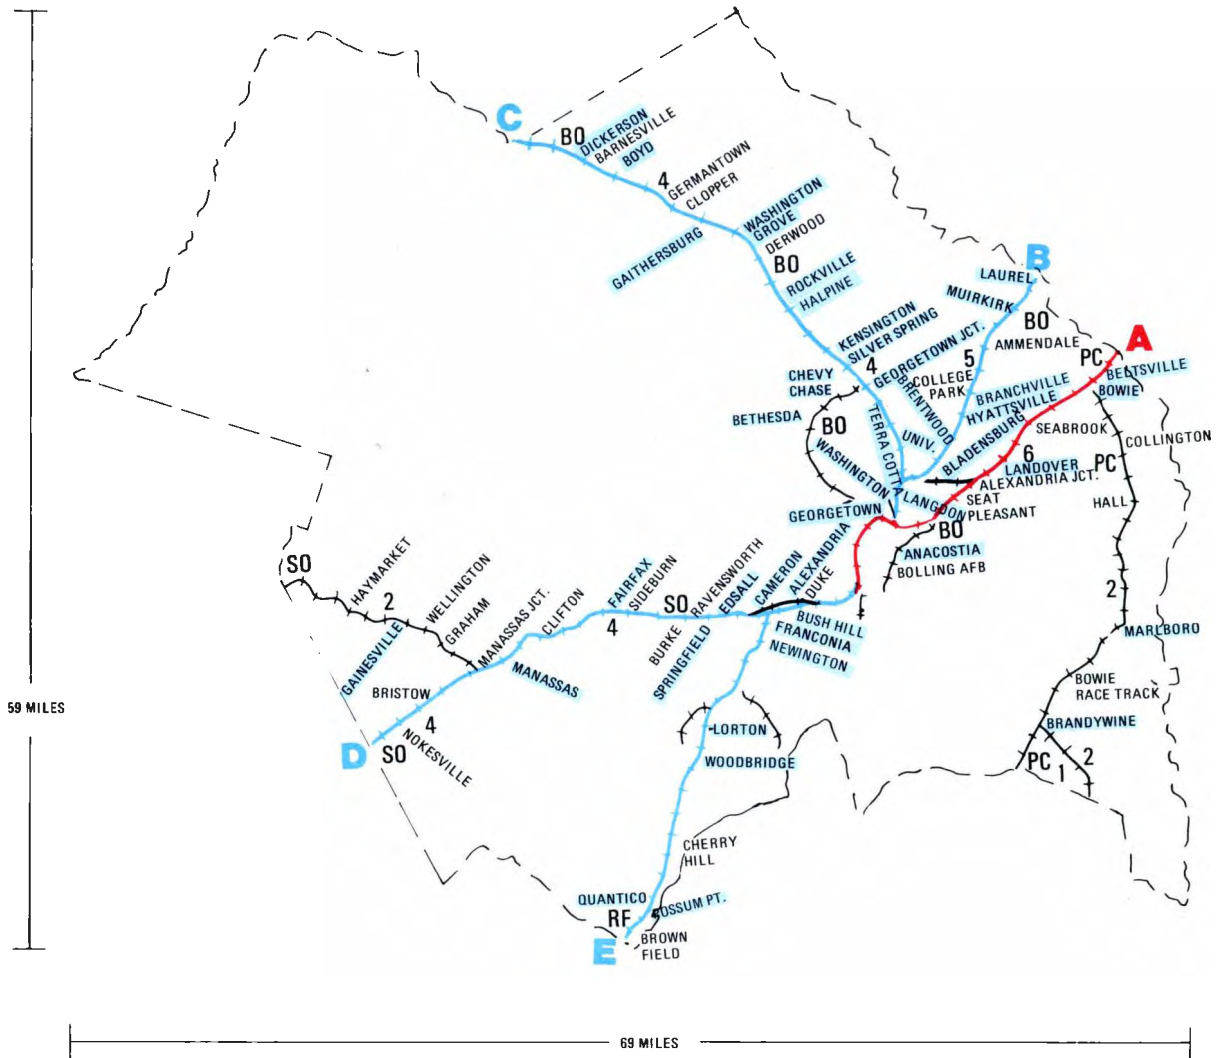 C
BO
DICKERSON
BARNESVILLE
BOYD
4
GERMANTOWN
CLOPPER
GAITHERSBURG
WASHINGTON
GROVE
DERWOOD
BO
ROCKVILLE
HALPINE
KENSINGTON
SILVER SPRING
4
GEORGETOWN JCT.
CHEVY
CHASE
BETHESDA
BO
B
LAUREL
MUIRKIRK
BO
AMMENDALE
5
COLLEGE
PARK
BRENTWOOD
BRANCHVILLE
HYATTSVILLE
UNIV.
TERRA COTTA
A
PC
BELTSVILLE
BOWIE
BLADENSBURG
SEABROOK
6
COLLINGTON
LANDOVER
PC
ALEXANDRIA JCT.
WASHINGTON
LANGDON
SEAT
PLEASANT
HALL
GEORGETOWN
BO
ANACOSTIA
BOLLING AFB
2
MARLBORO
BOWIE
RACE TRACK
BRANDYWINE
PC
1
2
SO
HAYMARKET
2
WELLINGTON
GRAHAM
GAINESVILLE
MANASSAS JCT.
CLIFTON
MANASSAS
FAIRFAX
SIDEBURN
4
SO
RAVENSWORTH
BURKE
EDSALL
SPRINGFIELD
CAMERON
ALEXANDRIA
DUKE
BUSH HILL
FRANCONIA
NEWINGTON
BRISTOW
4
NOKESVILLE
D
SO
LORTON
WOODBRIDGE
CHERRY
HILL
QUANTICO
RF
POSSUM PT.
E
BROWN
FIELD
59 MILES
69 MILES